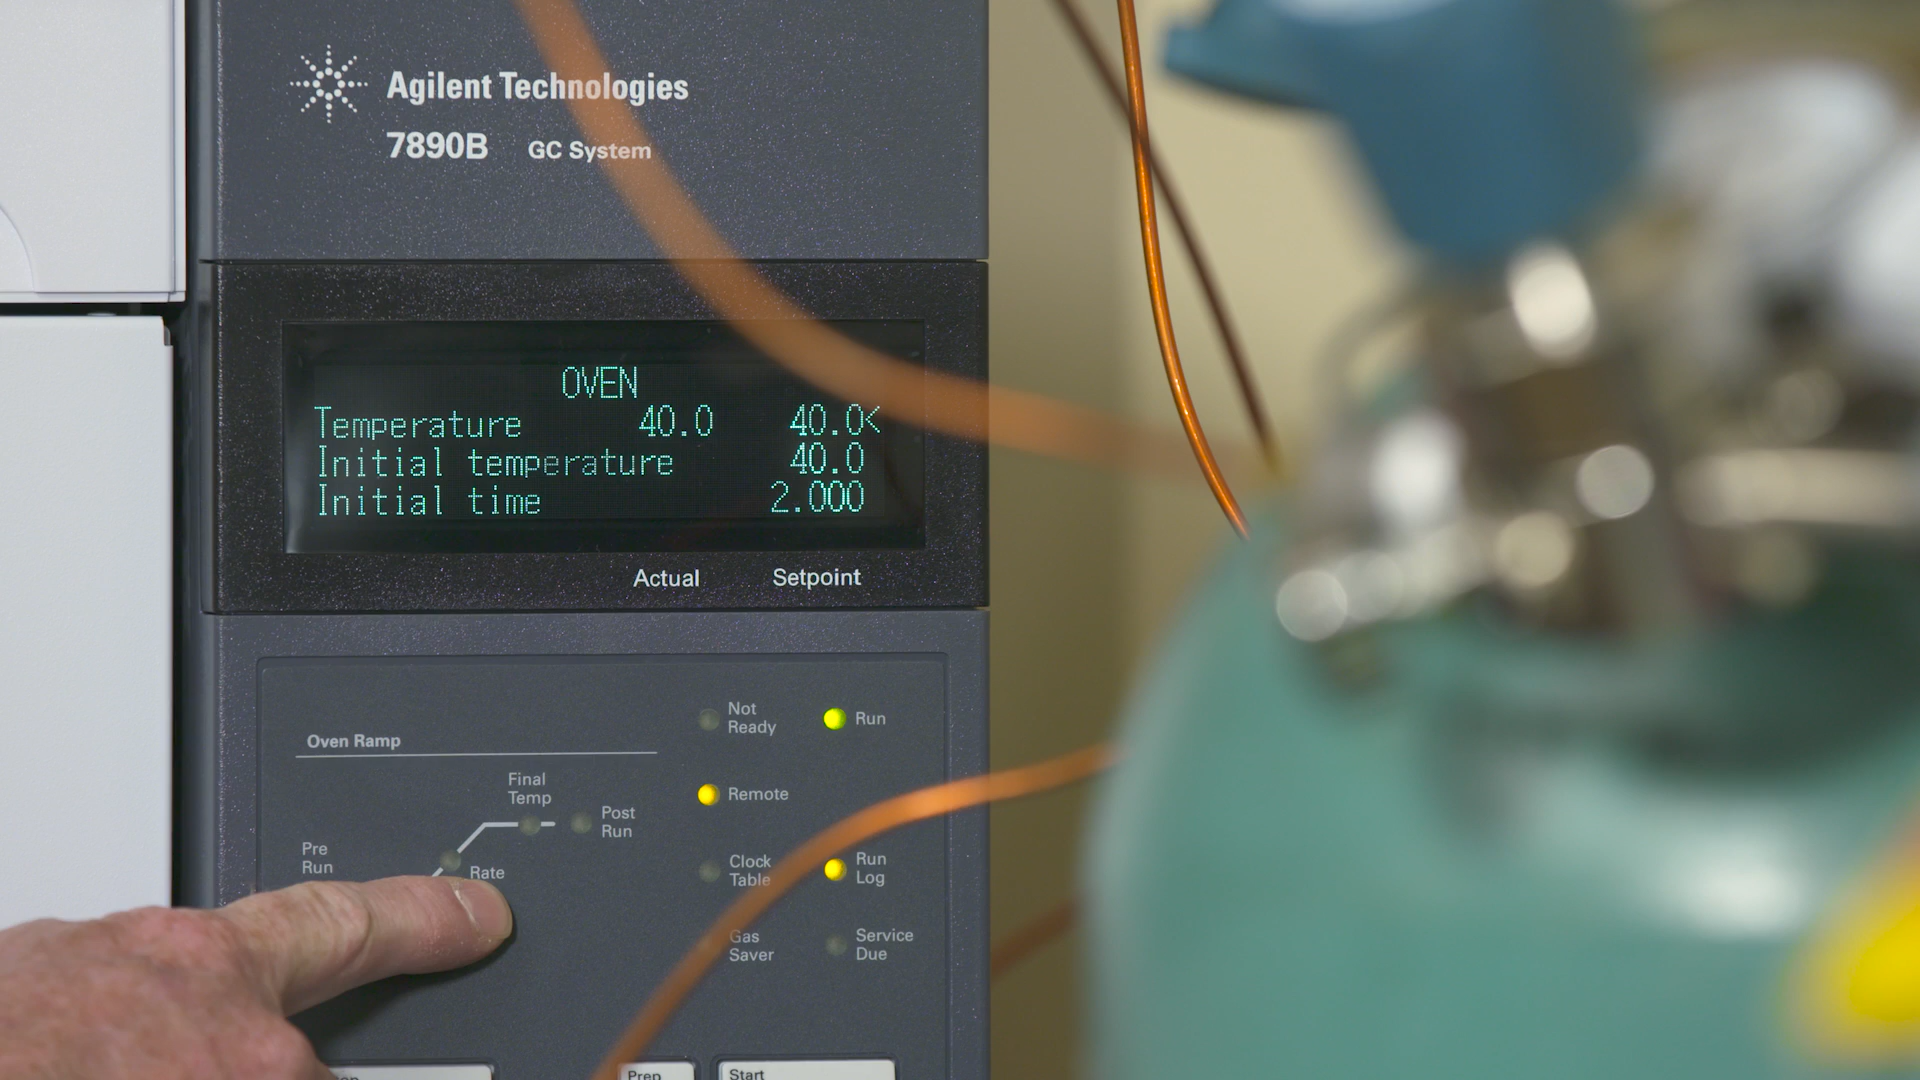 Agilent Technologies
7890B GC System
OVEN
Temperature 40.0 40.0<
Initial temperature 40.0
Initial time 2.000
Actual Setpoint
Not
Ready
Run
Oven Ramp
Final
Temp
Remote
Post
Run
Pre
Run
Rate
Clock
Table
Run
Log
Gas
Saver
Service
Due
Prep
Start